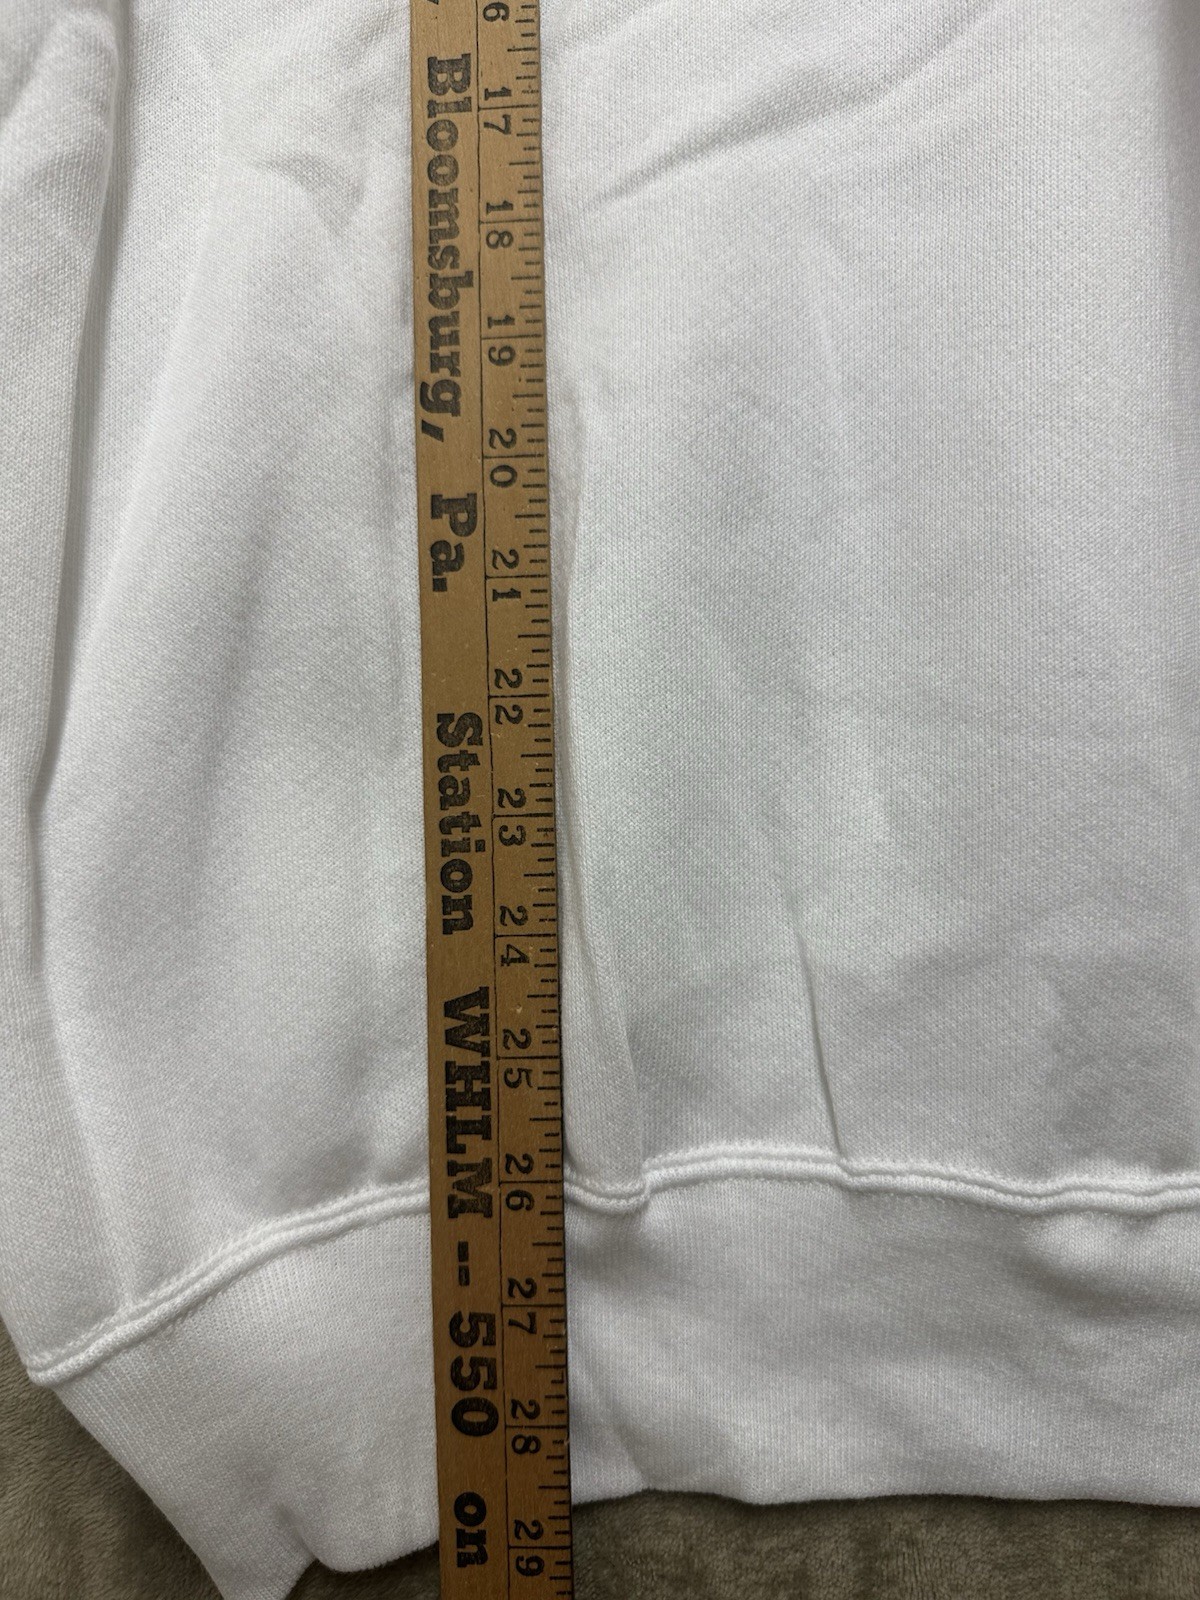 Bloomsburg, Pa. Station WHLM -- 550 on
6 17 18 19 20 21 22 23 24 25 26 27 28 29